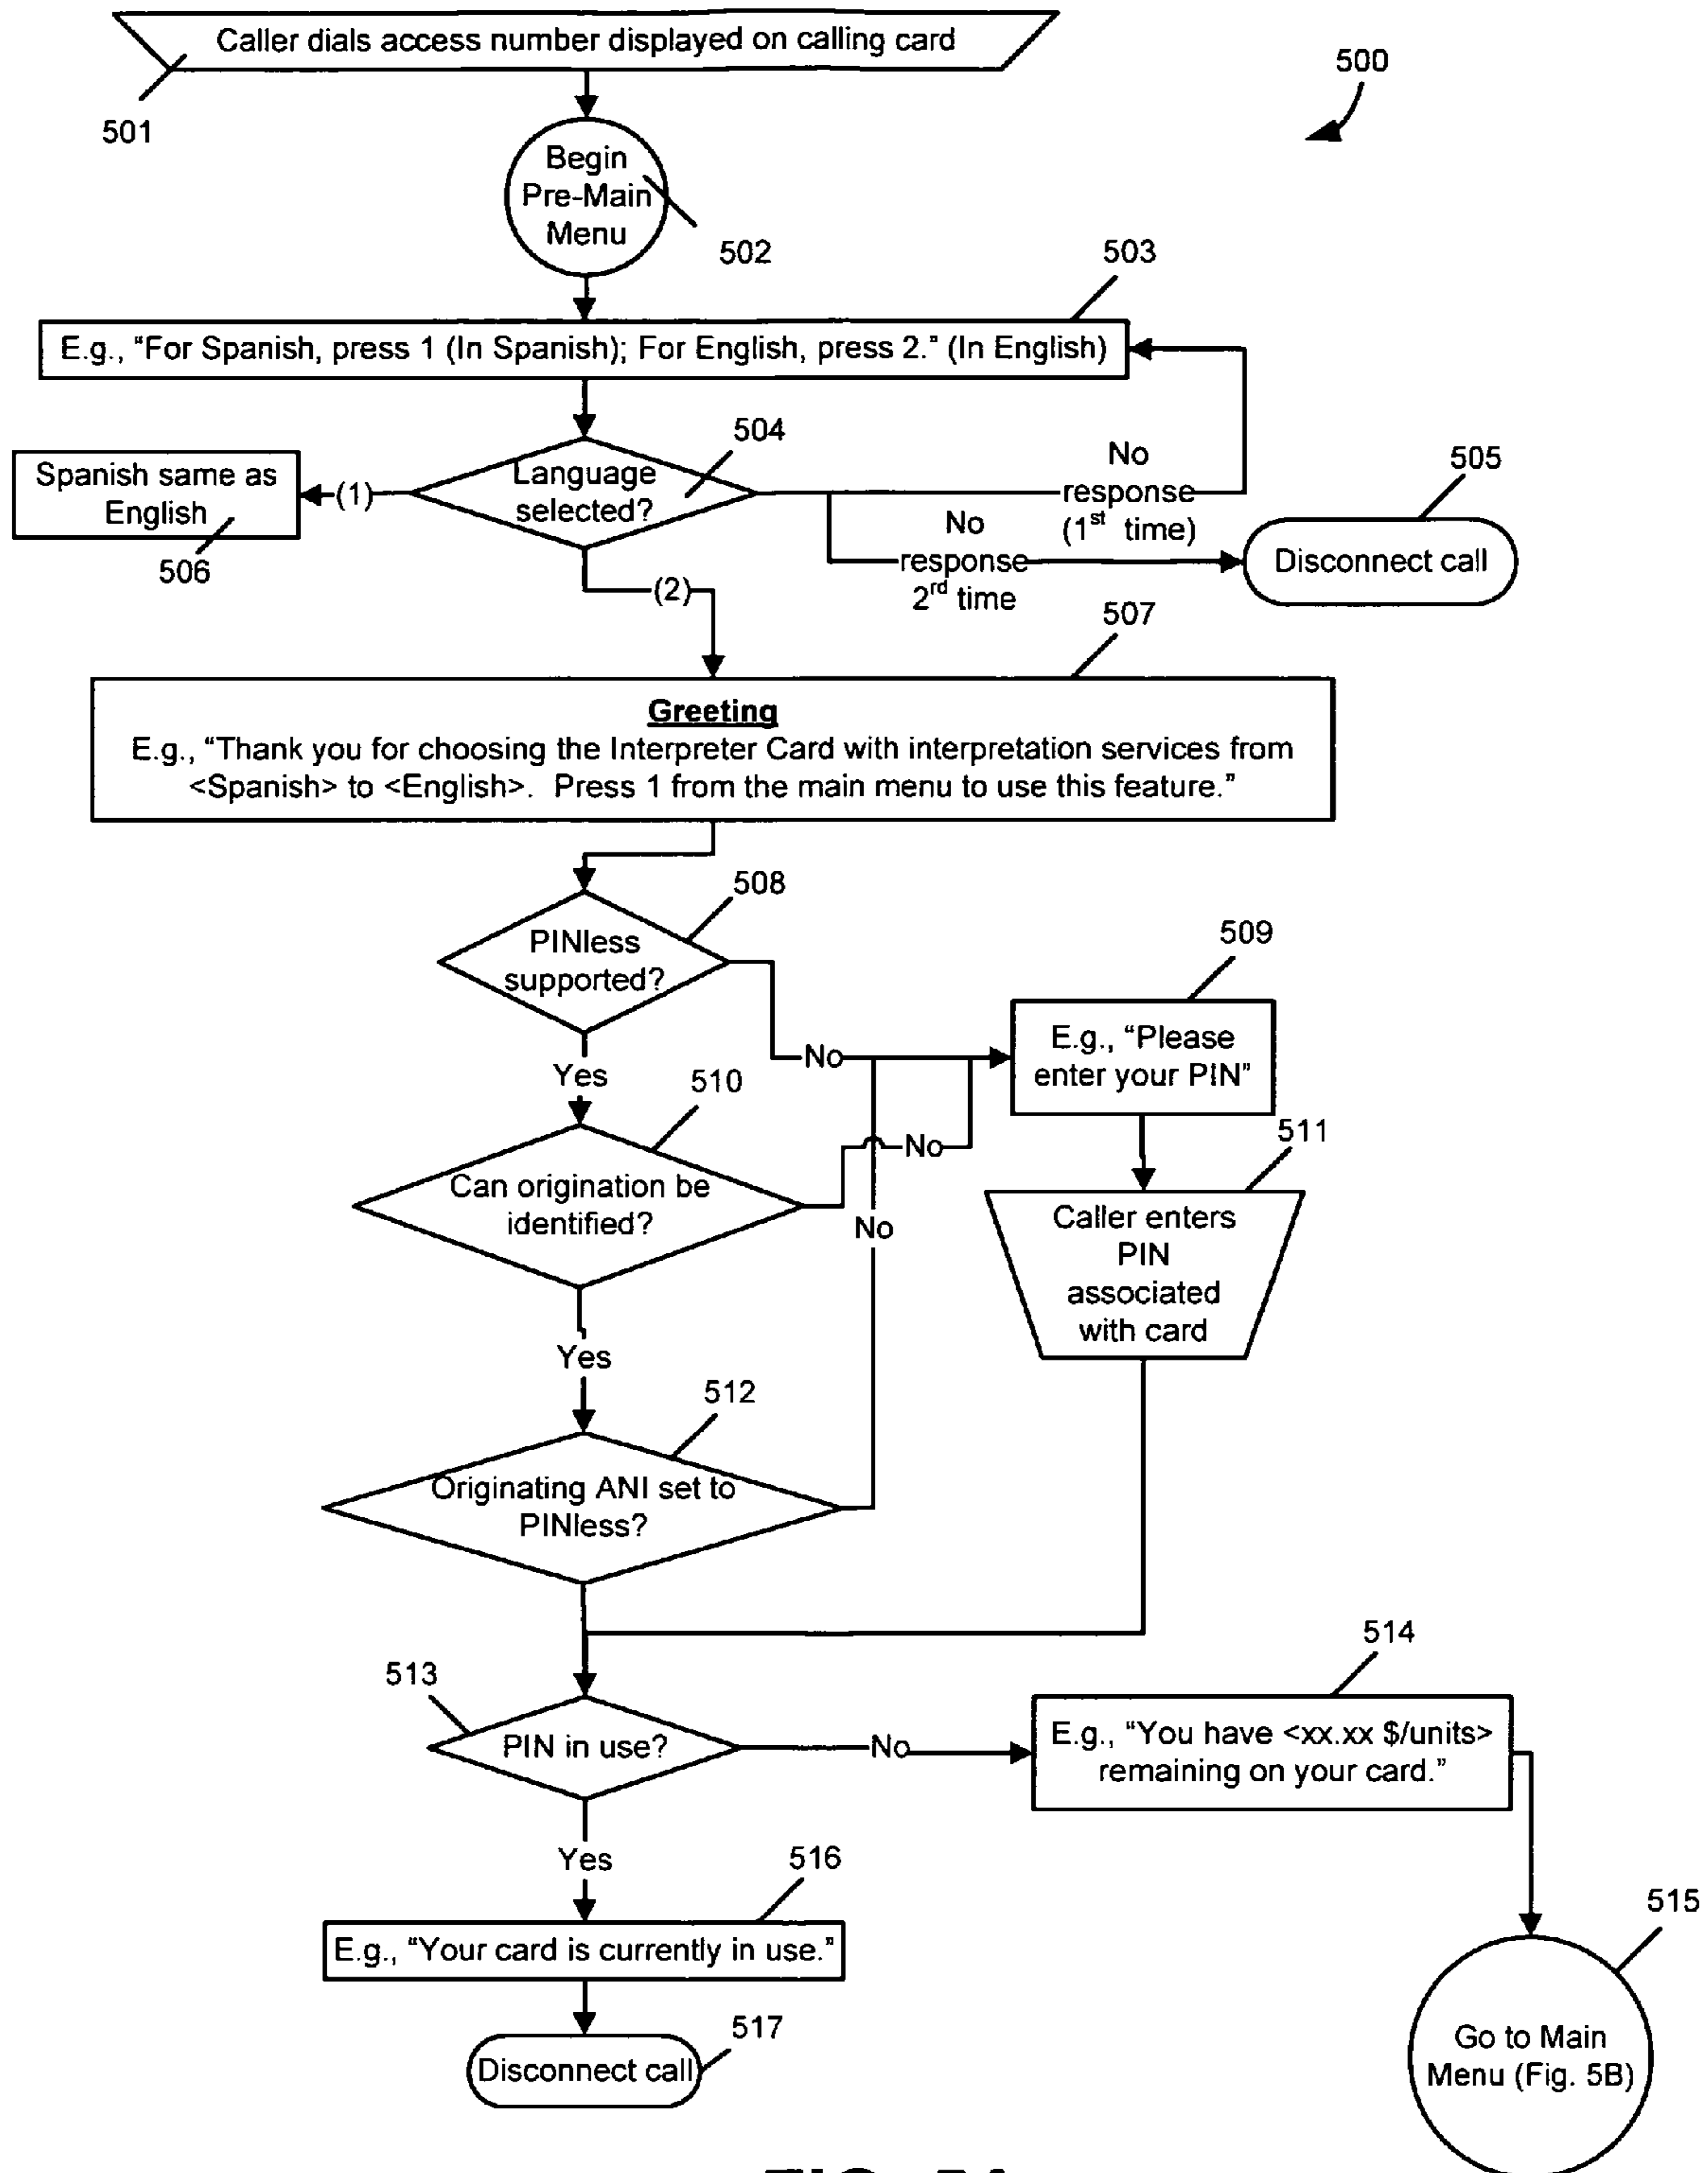 Caller dials access number displayed on calling card
500
501
Begin
Pre-Main
Menu
502
503
E.g., “For Spanish, press 1 (In Spanish); For English, press 2.” (In English)
504
Language
selected?
(1)
Spanish same as
English
506
No
response
(1st time)
No
response
2rd time
505
Disconnect call
(2)
507
Greeting
E.g., “Thank you for choosing the Interpreter Card with interpretation services from
<Spanish> to <English>. Press 1 from the main menu to use this feature.”
508
PINless
supported?
No
Yes
509
E.g., “Please
enter your PIN”
510
Can origination be
identified?
No
No
Yes
511
Caller enters
PIN
associated
with card
512
Originating ANI set to
PINless?
513
PIN in use?
No
514
E.g., “You have <xx.xx $/units>
remaining on your card.”
Yes
516
E.g., “Your card is currently in use.”
515
Go to Main
Menu (Fig. 5B)
517
Disconnect call